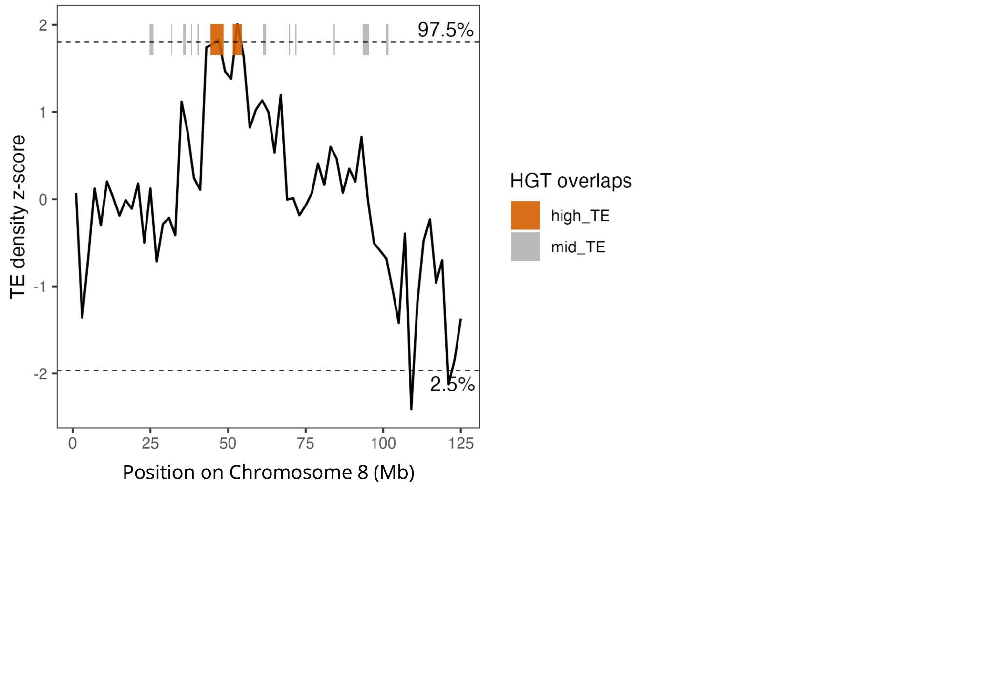 97.5%
2
1
0
-1
-2
TE density z-score
2.5%
0 25 50 75 100 125
Position on Chromosome 8 (Mb)
HGT overlaps
high_TE
mid_TE